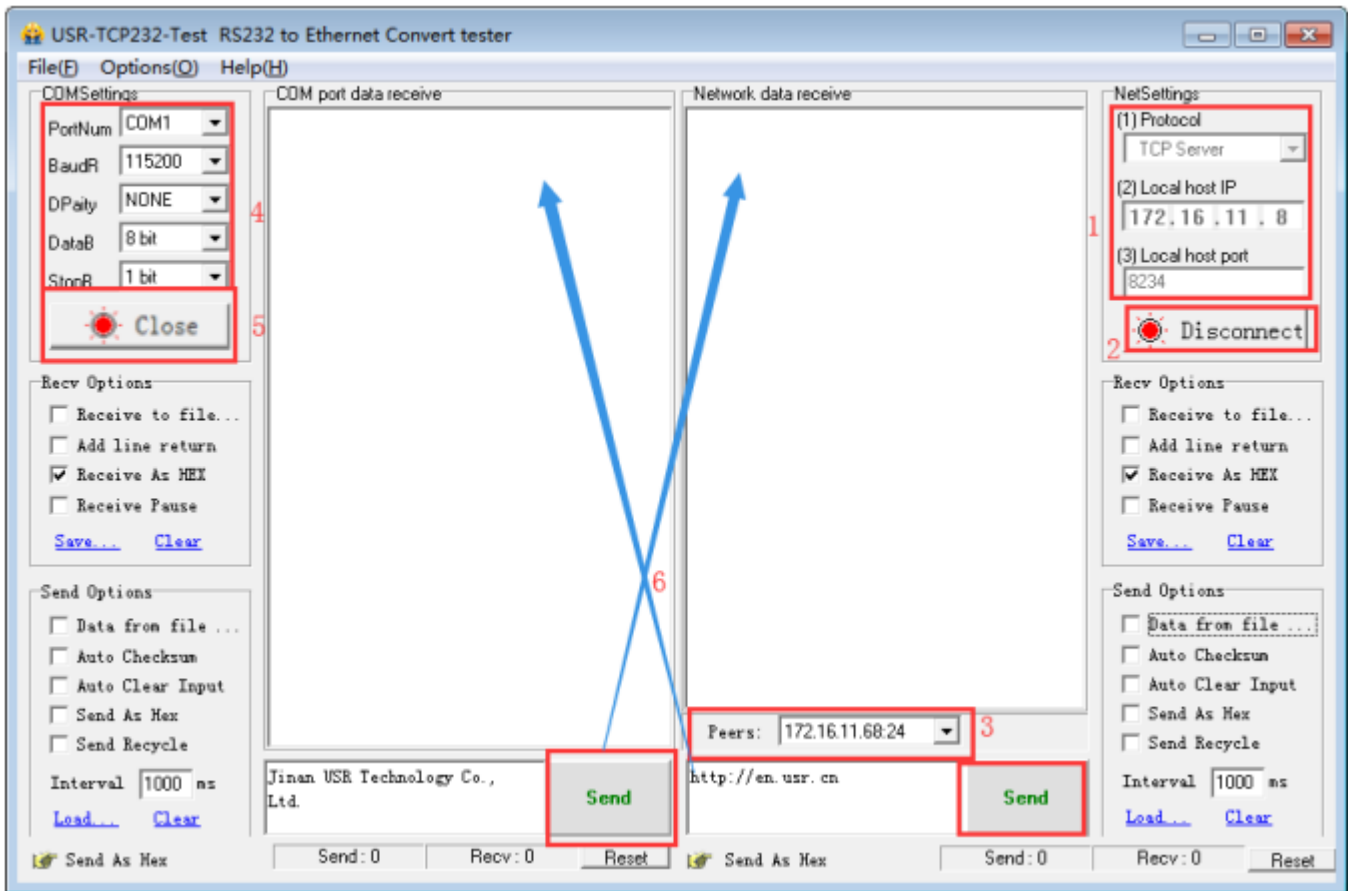 USR-TCP232-Test RS232 to Ethernet Convert tester
File(F) Options(O) Help(H)
COMSettings
PortNum COM1
BaudR 115200
DPaity NONE
DataB 8 bit
StopB 1 bit
4
Close
5
Recv Options
Receive to file...
Add line return
Receive As HEX
Receive Pause
Save... Clear
Send Options
Data from file ...
Auto Checksum
Auto Clear Input
Send As Hex
Send Recycle
Interval 1000 ms
Load... Clear
Send As Hex
COM port data receive
Jinan USR Technology Co.,
Ltd.
Send
Send : 0 Recv : 0 Reset
6
Network data receive
Peers: 172.16.11.68:24
3
http://en.usr.cn
Send
Send As Hex Send : 0 Recv : 0 Reset
NetSettings
(1) Protocol
TCP Server
(2) Local host IP
172 . 16 . 11 . 8
(3) Local host port
8234
1
Disconnect
2
Recv Options
Receive to file...
Add line return
Receive As HEX
Receive Pause
Save... Clear
Send Options
Data from file ...
Auto Checksum
Auto Clear Input
Send As Hex
Send Recycle
Interval 1000 ms
Load... Clear